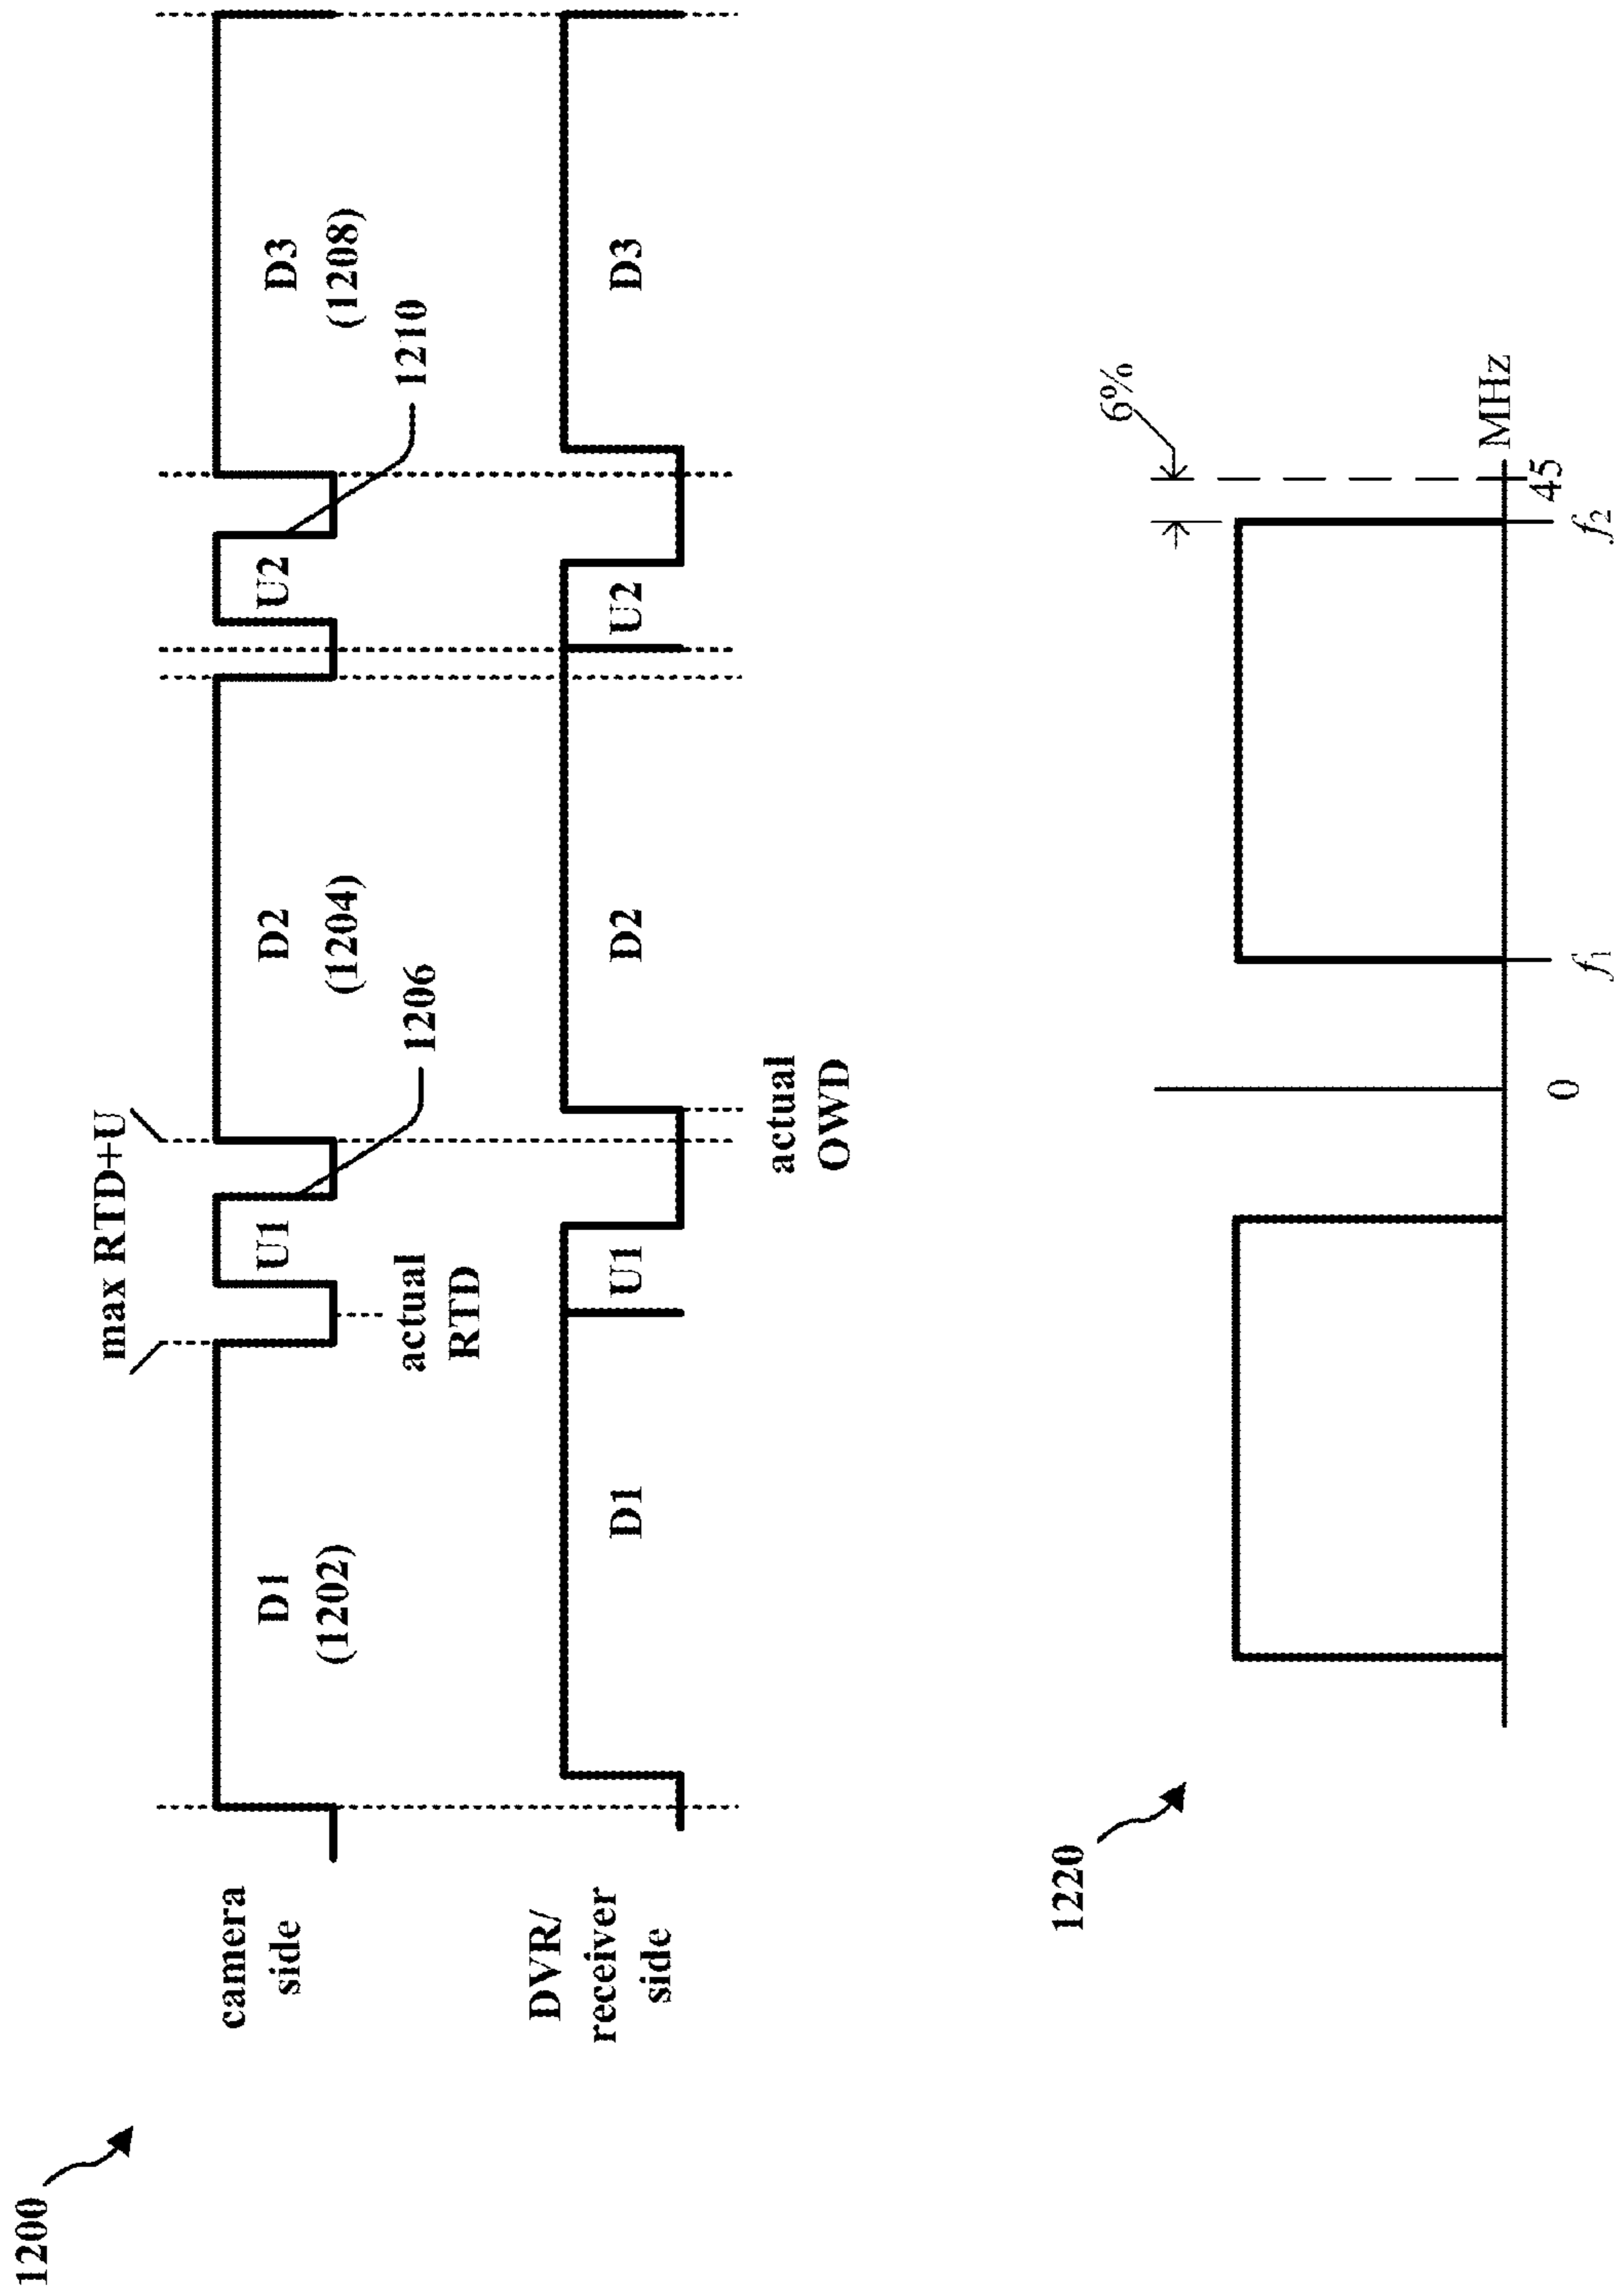 1200
max RTD+U
camera
side
D1
(1202)
U1
D2
(1204)
U2
D3
(1208)
actual
RTD
1206
1210
DVR/
receiver
side
D1
U1
D2
U2
D3
actual
OWD
1220
6%
MHz
0
f₁
f₂
45